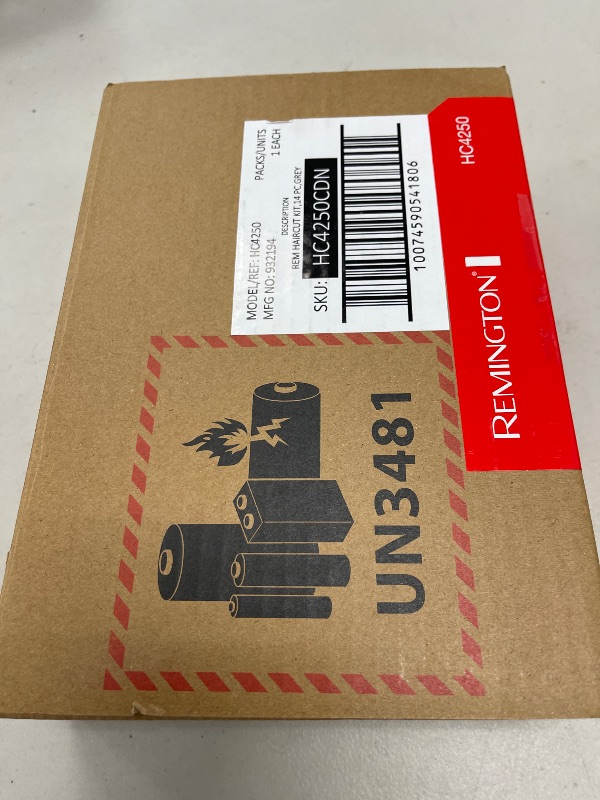 MODEL/REF: HC4250 PACKS/UNITS
MFG NO: 932194 1 EACH
DESCRIPTION
REM HAIRCUT KIT,14 PC,GREY
SKU: HC4250CDN
10074590541806
REMINGTON® HC4250
UN3481